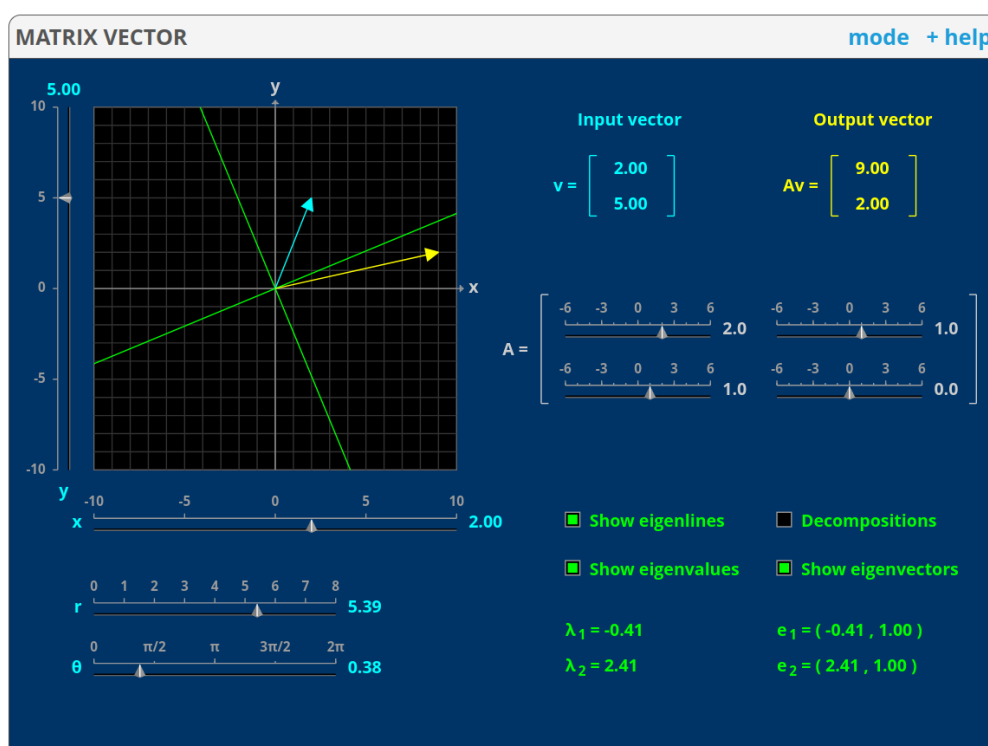 MATRIX VECTOR mode + help
5.00 y
10 5 0 -5 -10
x
y
Input vector Output vector
v = 2.00 5.00
Av = 9.00 2.00
A =
-6 -3 0 3 6 2.0
-6 -3 0 3 6 1.0
-6 -3 0 3 6 1.0
-6 -3 0 3 6 0.0
-10 -5 0 5 10
x 2.00
Show eigenlines Decompositions
Show eigenvalues Show eigenvectors
0 1 2 3 4 5 6 7 8
r 5.39
0 π/2 π 3π/2 2π
θ 0.38
λ1 = -0.41 e1 = ( -0.41 , 1.00 )
λ2 = 2.41 e2 = ( 2.41 , 1.00 )